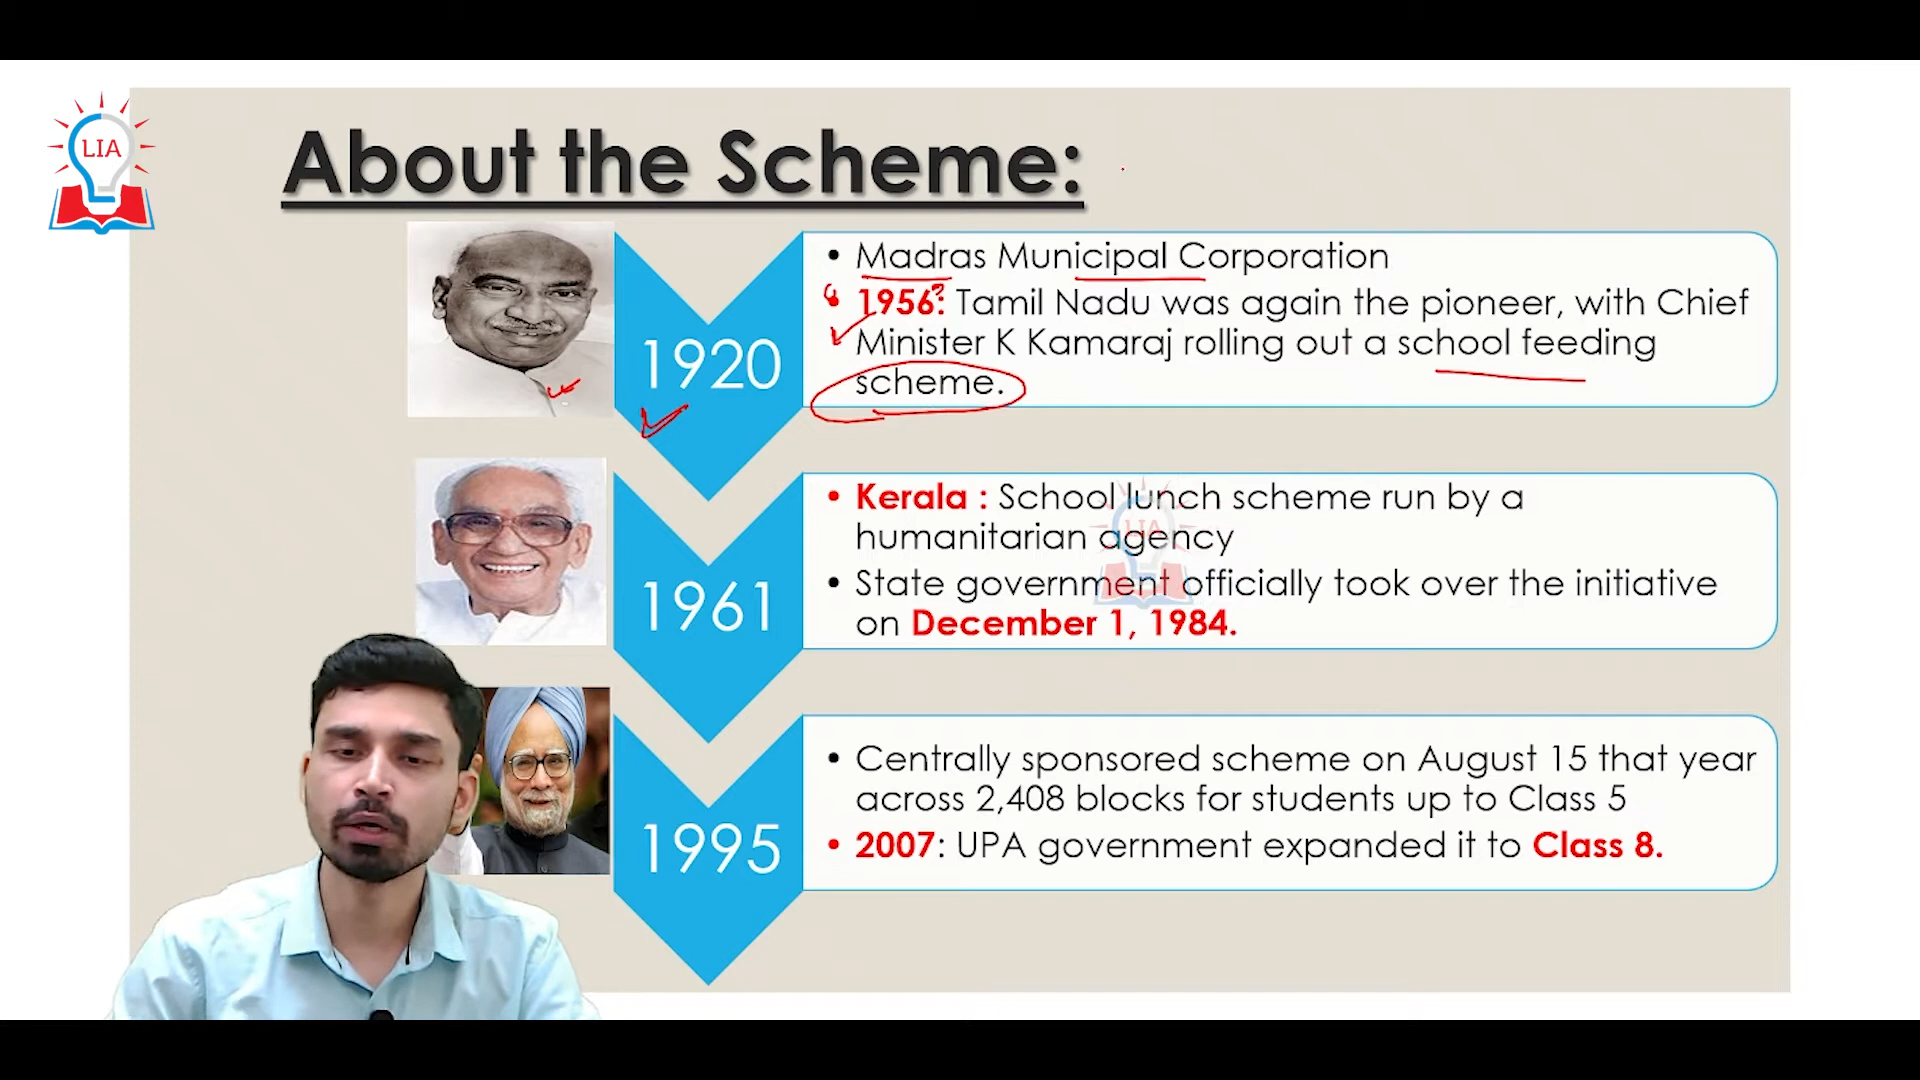 LIA
About the Scheme:
1920
• Madras Municipal Corporation
• 1956: Tamil Nadu was again the pioneer, with Chief
Minister K Kamaraj rolling out a school feeding
scheme.
1961
• Kerala : School lunch scheme run by a
humanitarian agency
• State government officially took over the initiative
on December 1, 1984.
LIA
1995
• Centrally sponsored scheme on August 15 that year
across 2,408 blocks for students up to Class 5
• 2007: UPA government expanded it to Class 8.